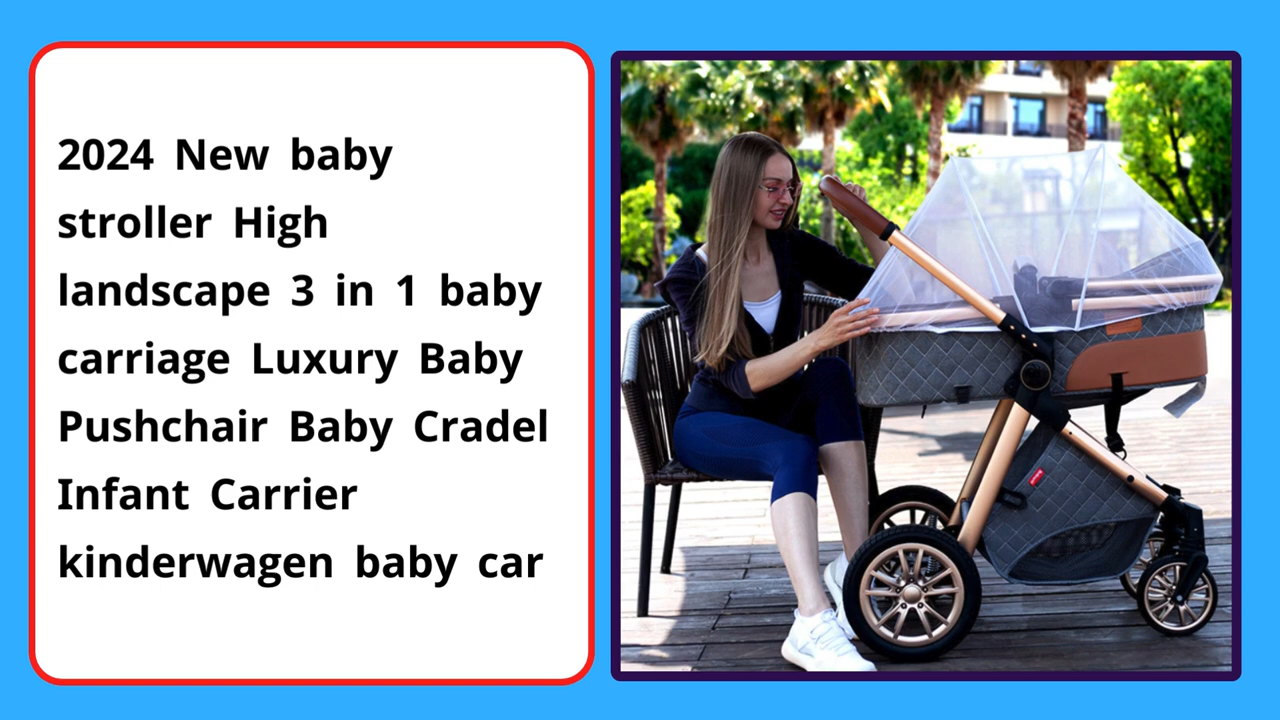 2024 New baby
stroller High
landscape 3 in 1 baby
carriage Luxury Baby
Pushchair Baby Cradel
Infant Carrier
kinderwagen baby car